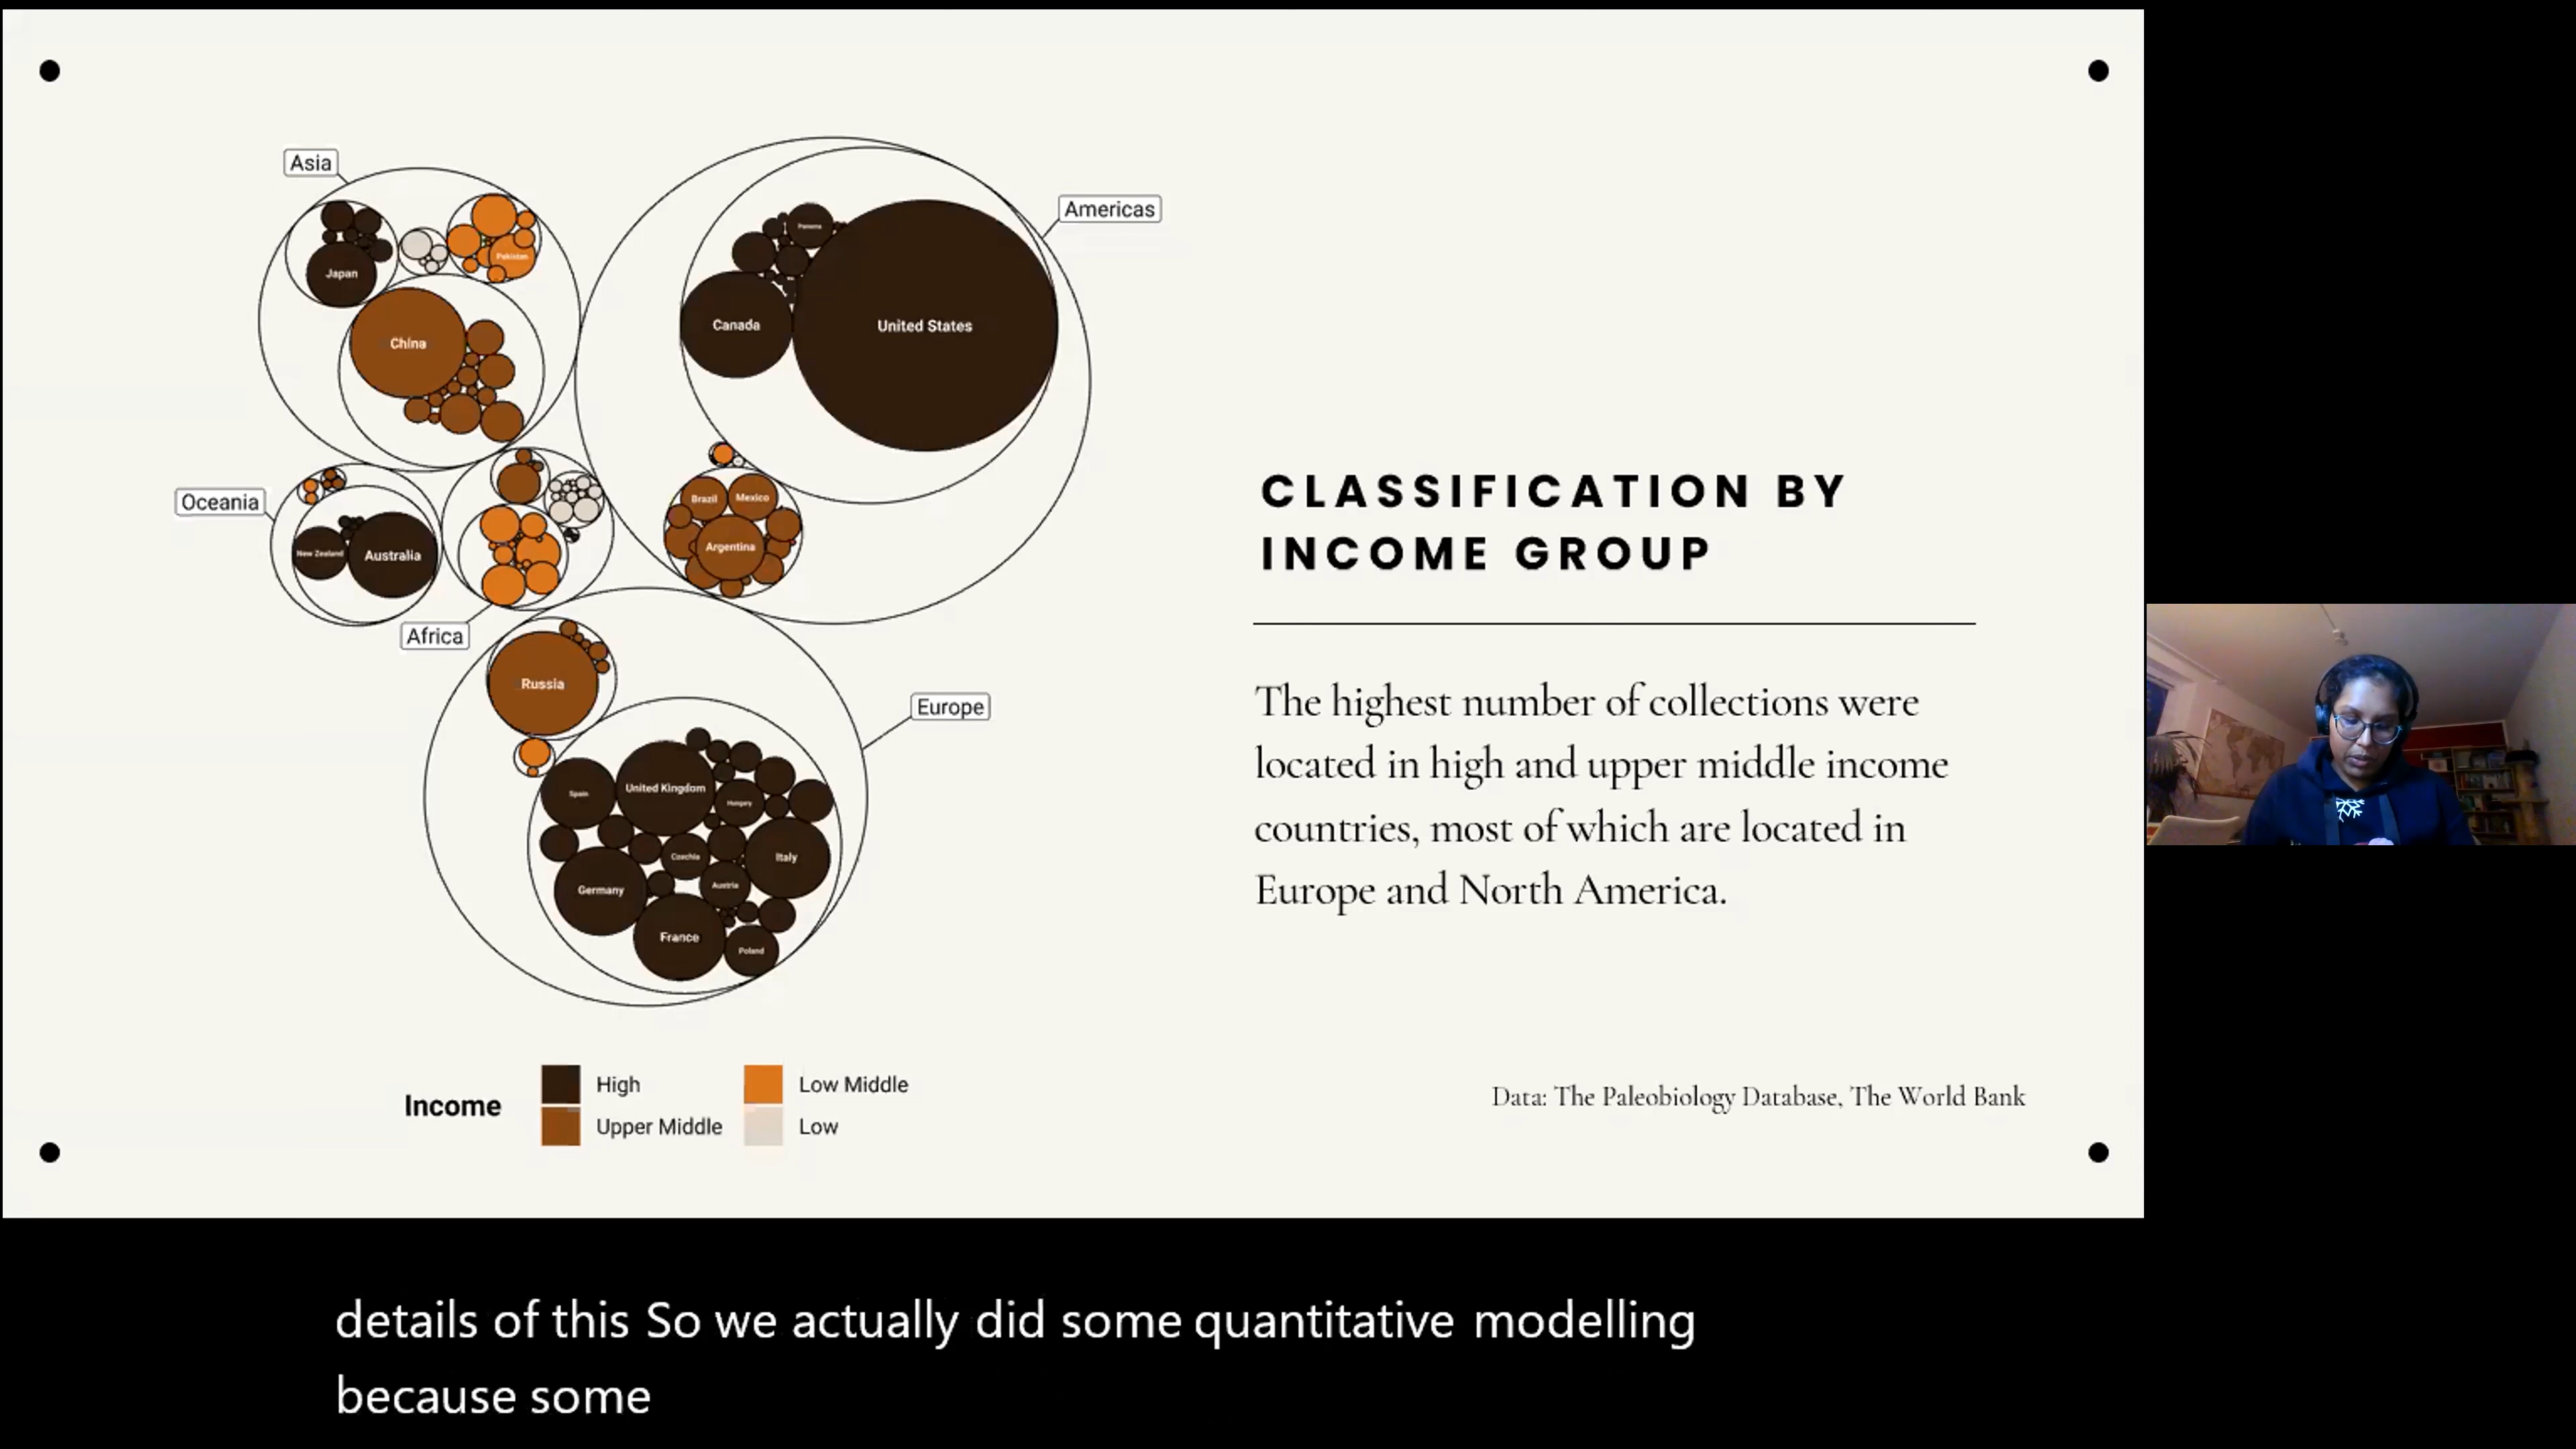 Asia
Americas
Japan
Pakistan
Panama
China
Canada
United States
Oceania
New Zealand
Australia
Brazil
Mexico
Argentina
Africa
Russia
Europe
Spain
United Kingdom
Hungary
Czechia
Italy
Germany
Austria
France
Poland
Income
High
Low Middle
Upper Middle
Low
CLASSIFICATION BY
INCOME GROUP
The highest number of collections were
located in high and upper middle income
countries, most of which are located in
Europe and North America.
Data: The Paleobiology Database, The World Bank
details of this So we actually did some quantitative modelling
because some